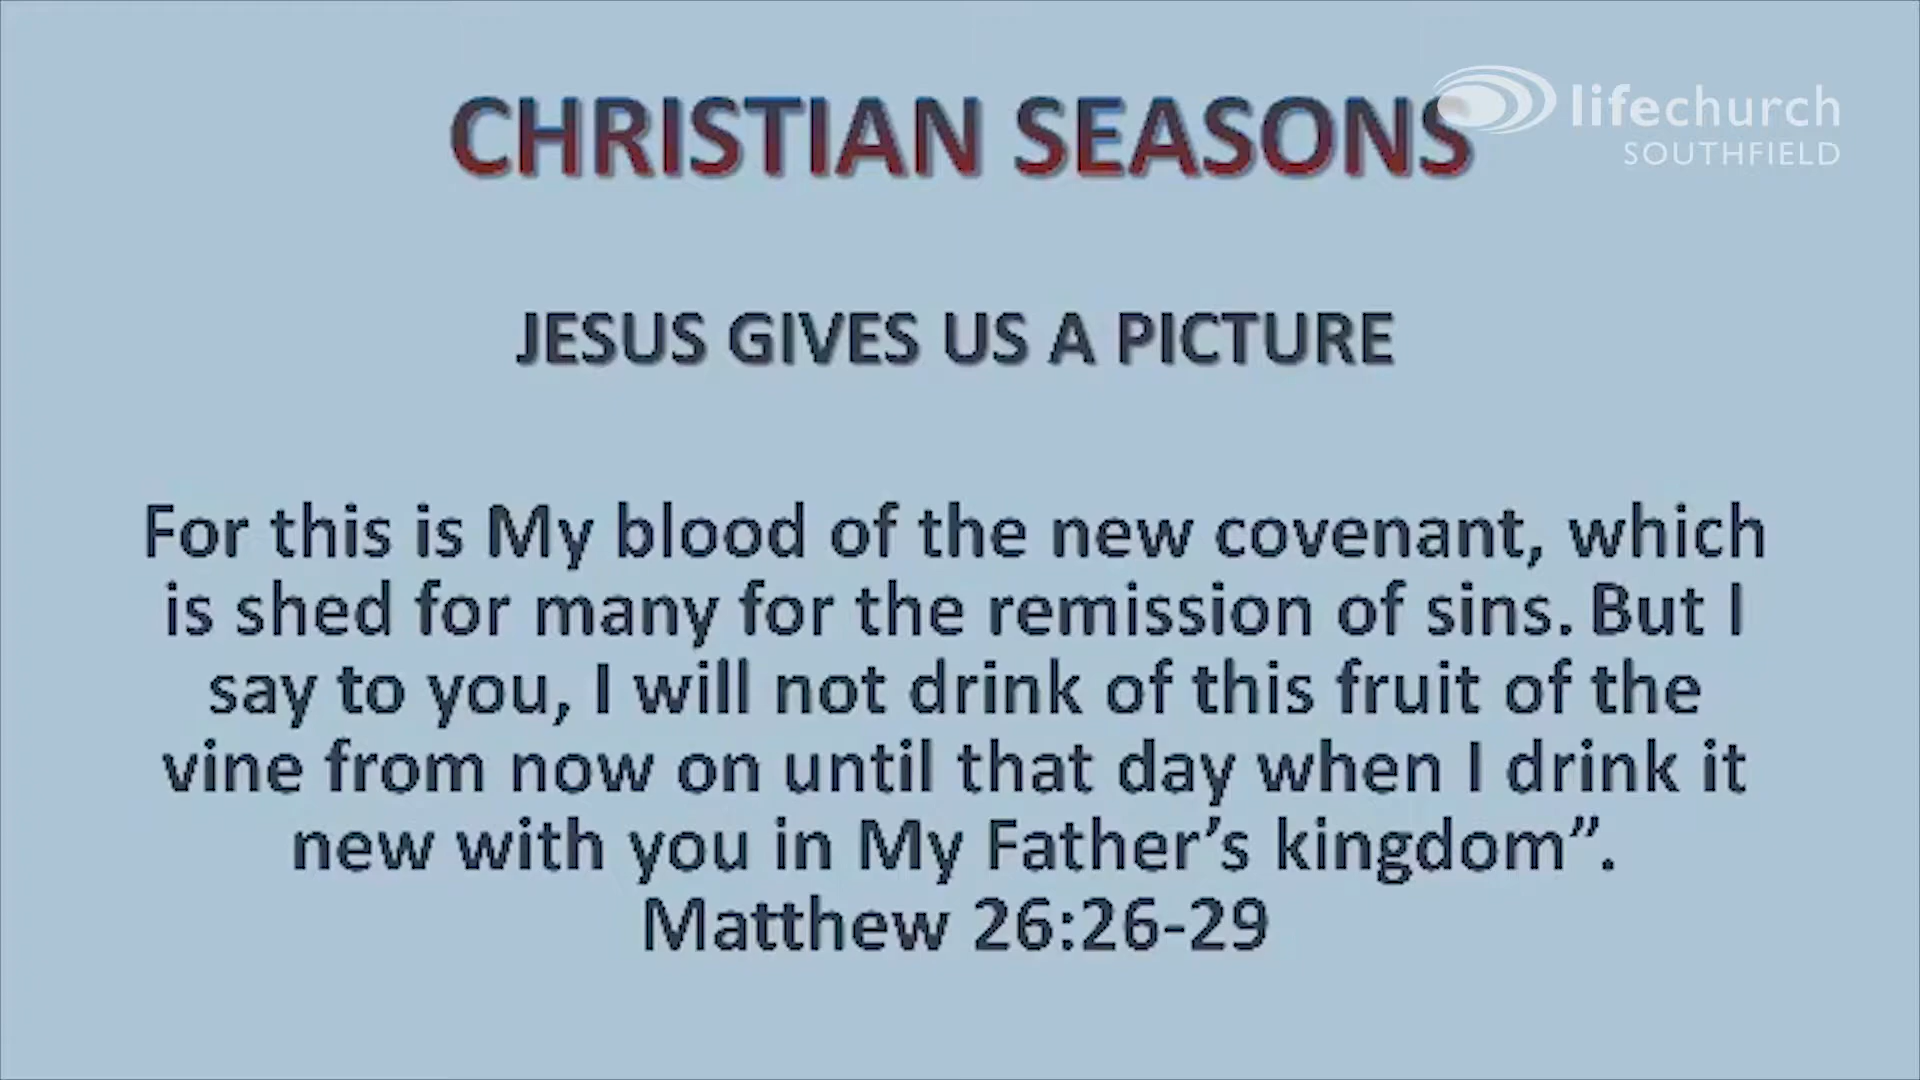 CHRISTIAN SEASONS
lifechurch
SOUTHFIELD
JESUS GIVES US A PICTURE
For this is My blood of the new covenant, which
is shed for many for the remission of sins. But I
say to you, I will not drink of this fruit of the
vine from now on until that day when I drink it
new with you in My Father’s kingdom”.
Matthew 26:26-29